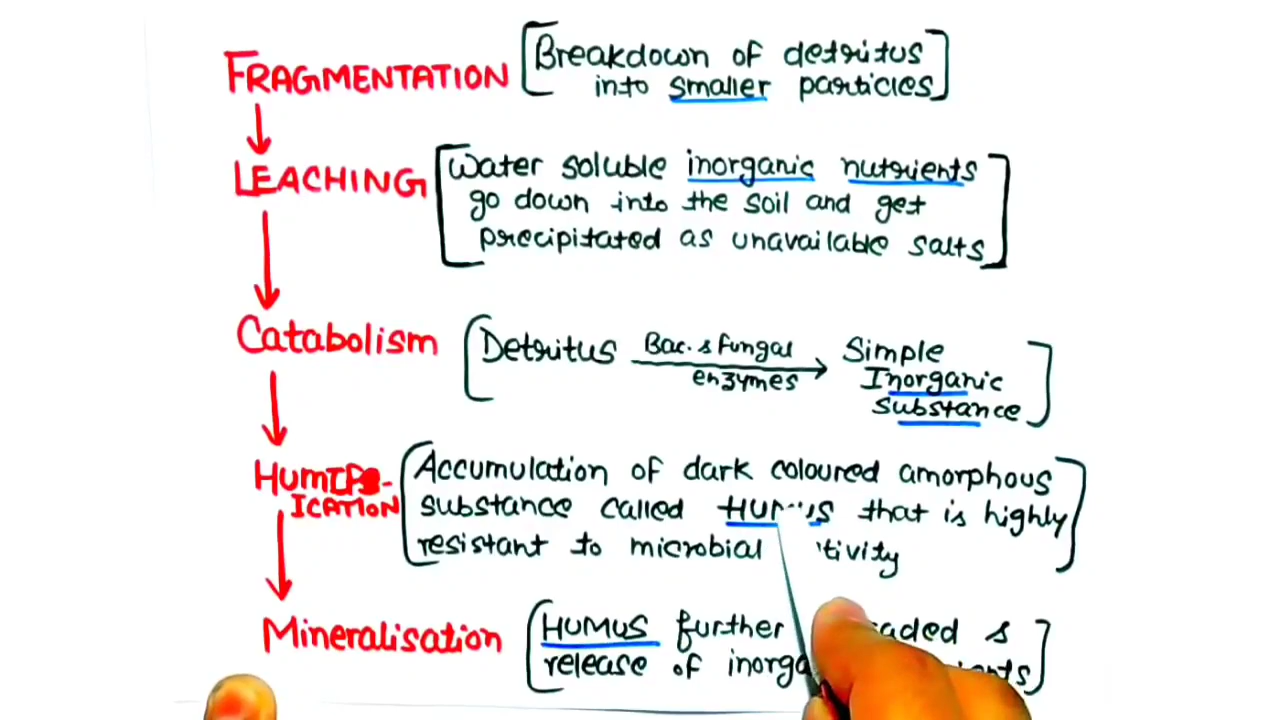 FRAGMENTATION [Breakdown of detritus
into smaller particles]
LEACHING [Water soluble inorganic nutrients
go down into the soil and get
precipitated as unavailable salts]
Catabolism [Detritus Bac. & fungal enzymes → Simple
Inorganic
Substance]
HUMIF-
ICATION
[Accumulation of dark coloured amorphous
substance called HUMUS that is highly
resistant to microbial
Mineralisation [HUMUS further & 
release of